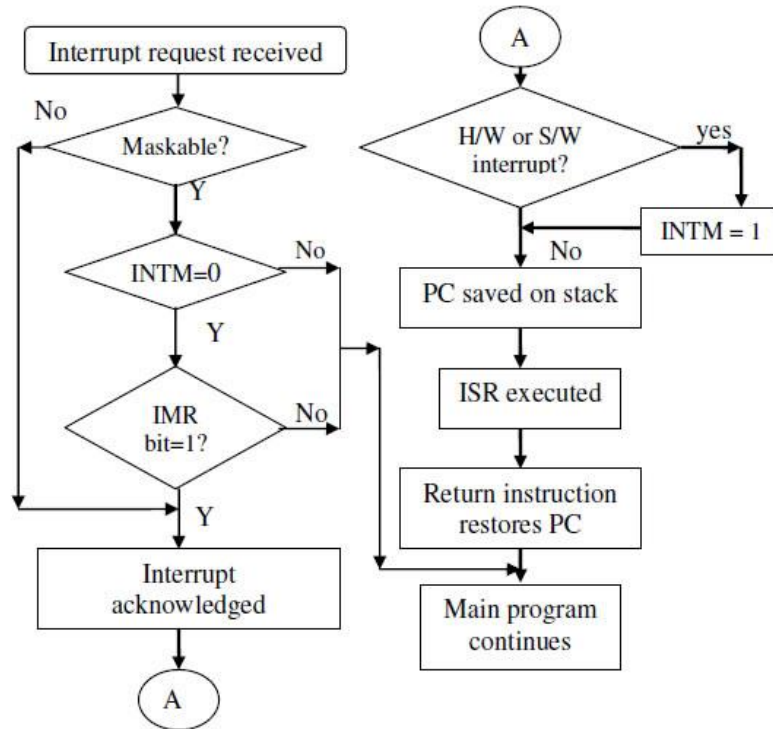 Interrupt request received
No
Maskable?
Y
INTM=0
No
Y
IMR
bit=1?
No
Y
Interrupt
acknowledged
A
A
H/W or S/W
interrupt?
yes
INTM = 1
No
PC saved on stack
ISR executed
Return instruction
restores PC
Main program
continues